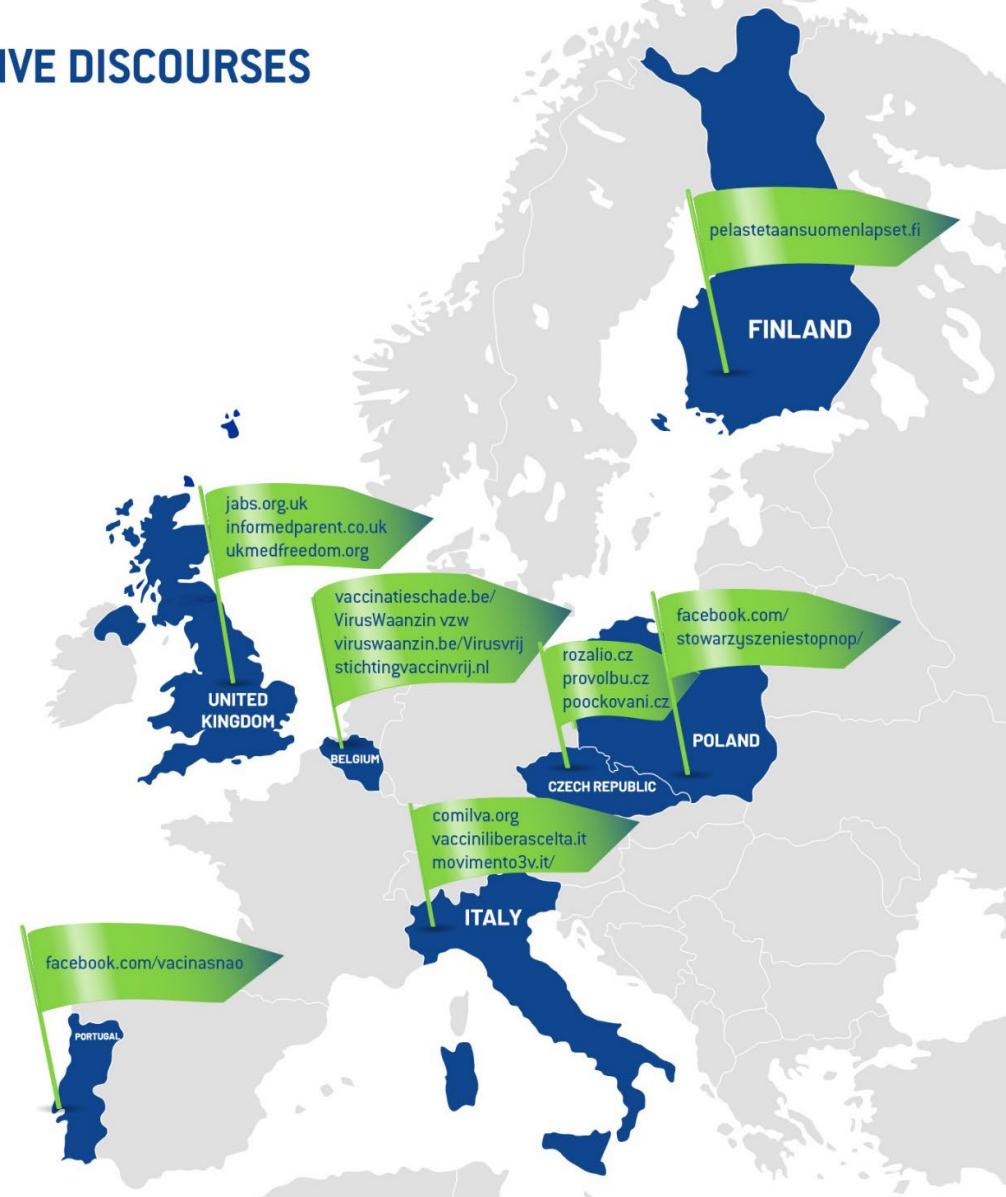 IVE DISCOURSES
pelastetaansuomenlapset.fi
FINLAND
jabs.org.uk
informedparent.co.uk
ukmedfreedom.org
UNITED
KINGDOM
vaccinatieschade.be/
VirusWaanzin vzw
viruswaanzin.be/Virusvrij
stichtingvaccinvrij.nl
BELGIUM
rozalio.cz
provolbu.cz
poockovani.cz
CZECH REPUBLIC
facebook.com/
stowarzyszeniestopnop/
POLAND
comilva.org
vacciniliberascelta.it
movimento3v.it/
ITALY
facebook.com/vacinasnao
PORTUGAL